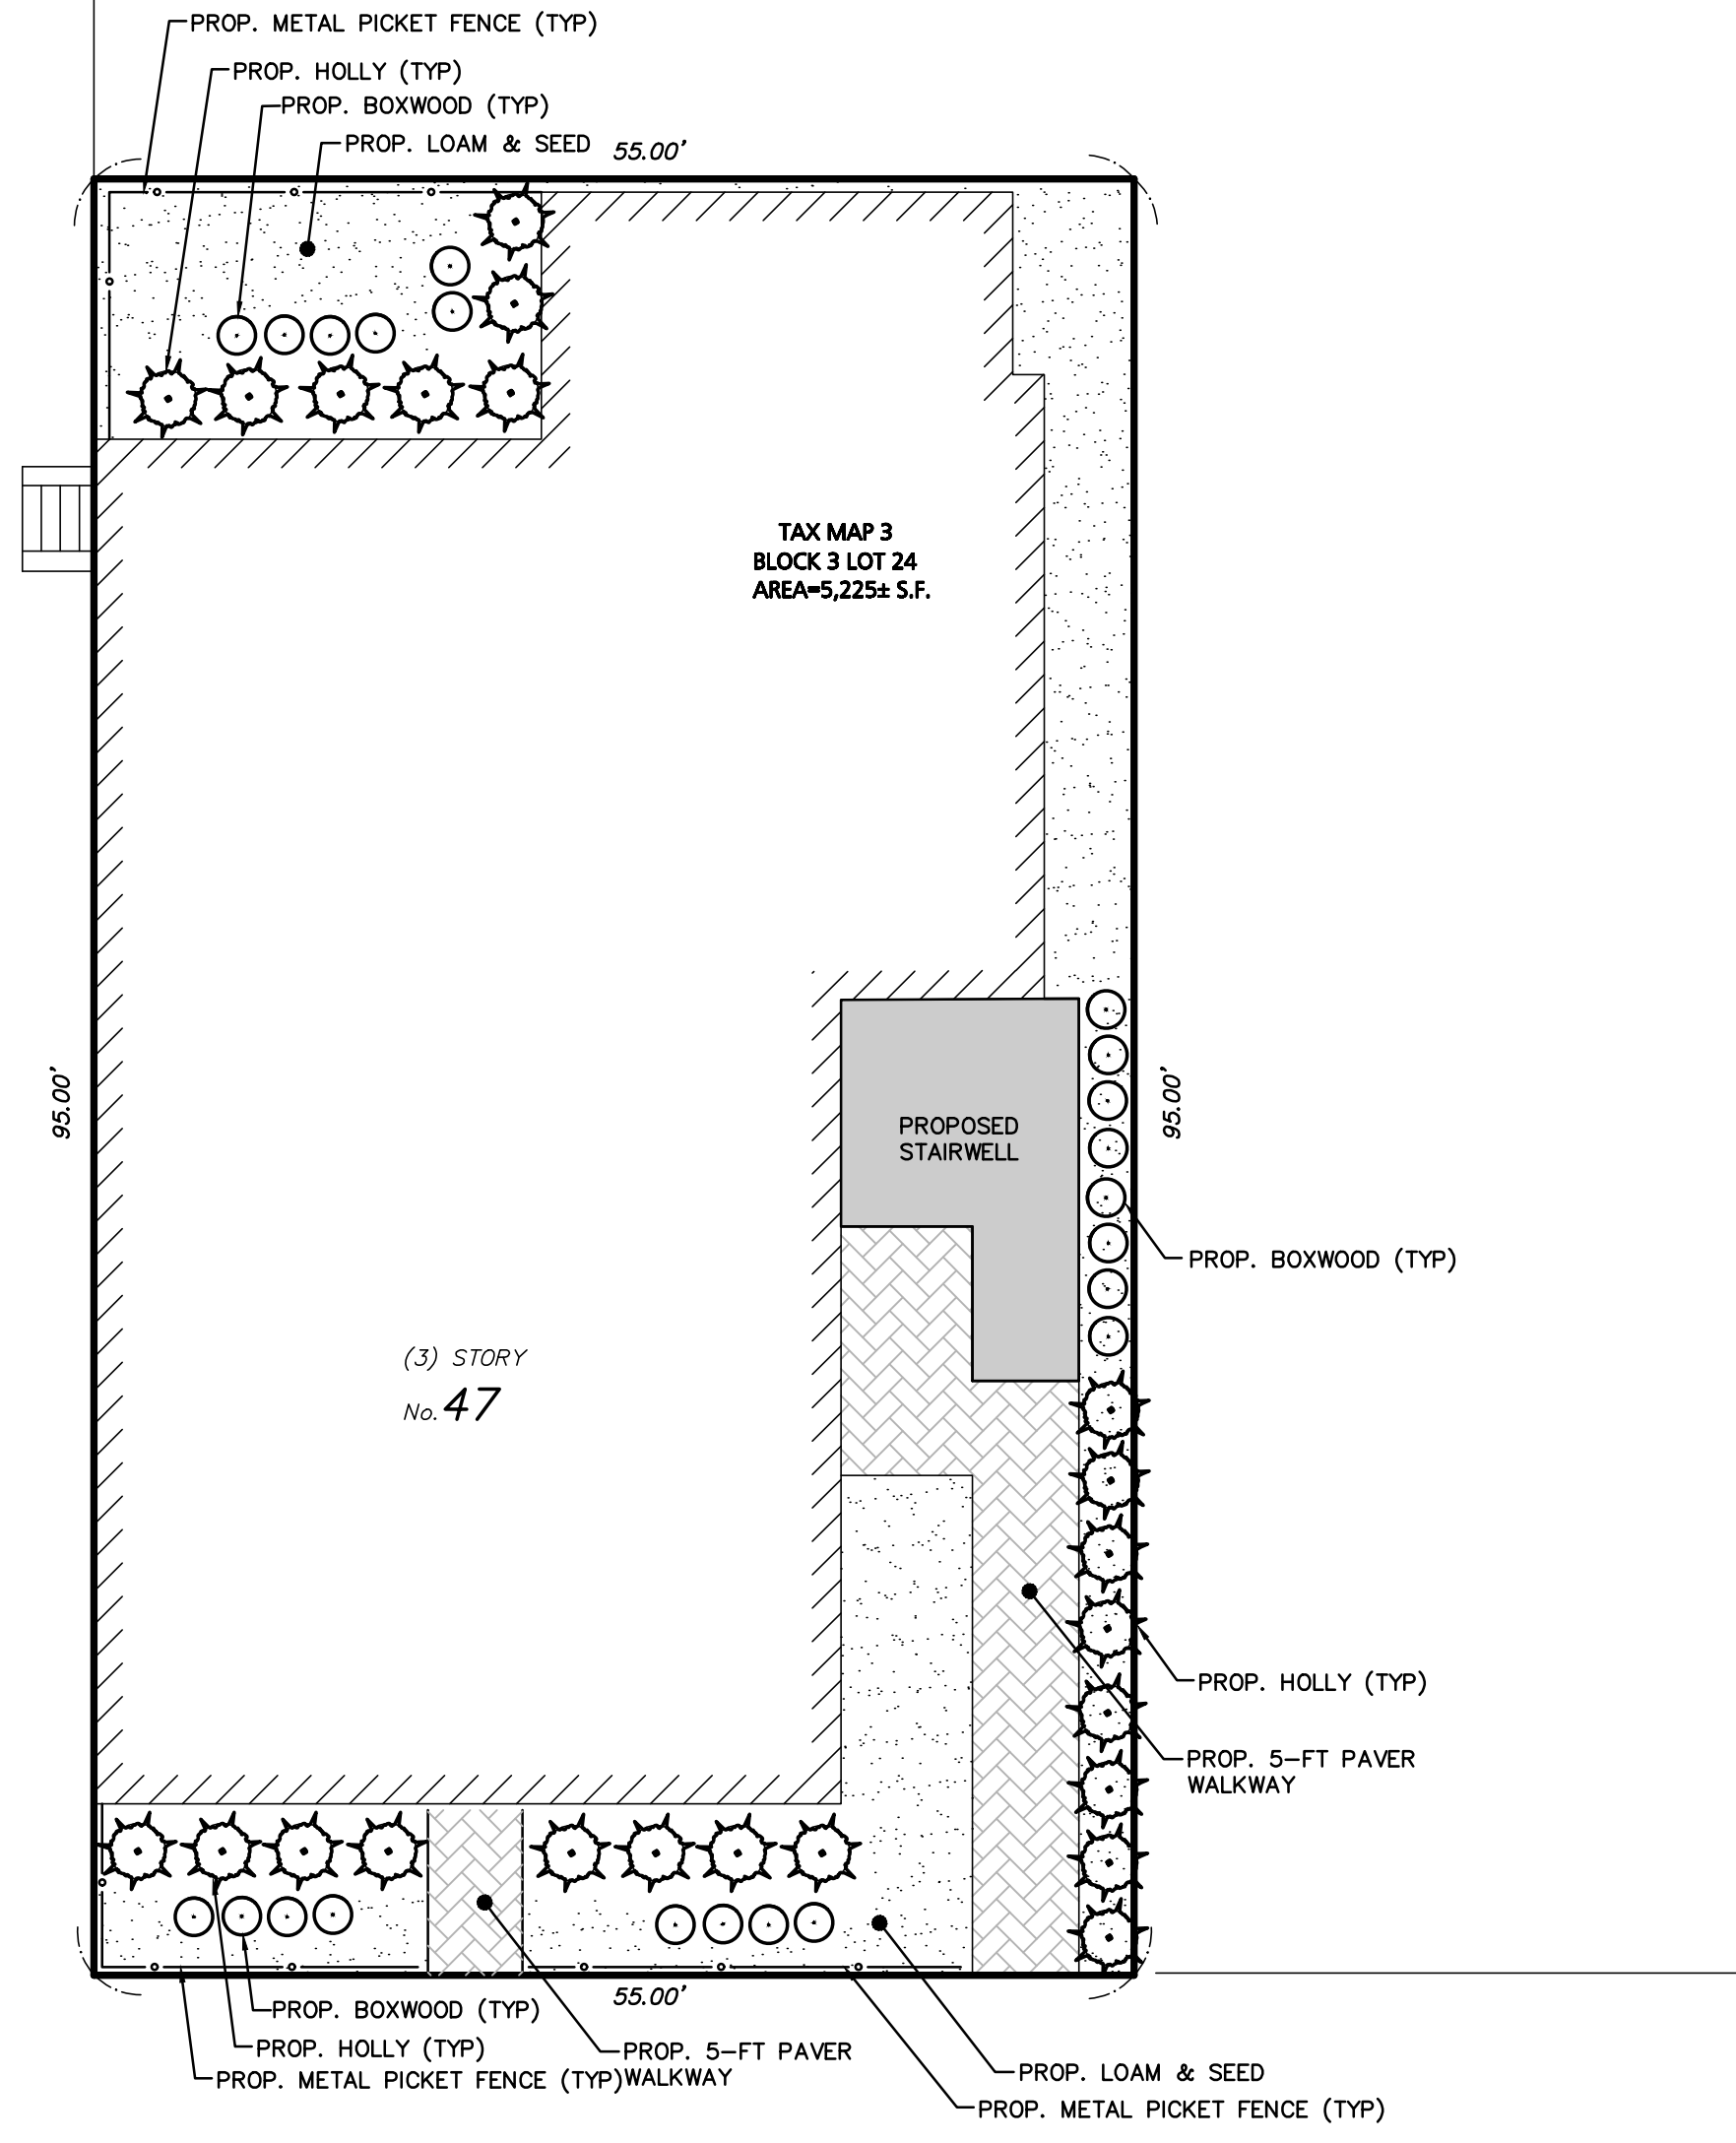 PROP. METAL PICKET FENCE (TYP)
PROP. HOLLY (TYP)
PROP. BOXWOOD (TYP)
PROP. LOAM & SEED
55.00'
TAX MAP 3
BLOCK 3 LOT 24
AREA=5,225± S.F.
95.00'
95.00'
PROPOSED
STAIRWELL
PROP. BOXWOOD (TYP)
(3) STORY
No. 47
PROP. HOLLY (TYP)
PROP. 5-FT PAVER
WALKWAY
55.00'
PROP. BOXWOOD (TYP)
PROP. HOLLY (TYP)
PROP. METAL PICKET FENCE (TYP)
PROP. 5-FT PAVER
WALKWAY
PROP. LOAM & SEED
PROP. METAL PICKET FENCE (TYP)